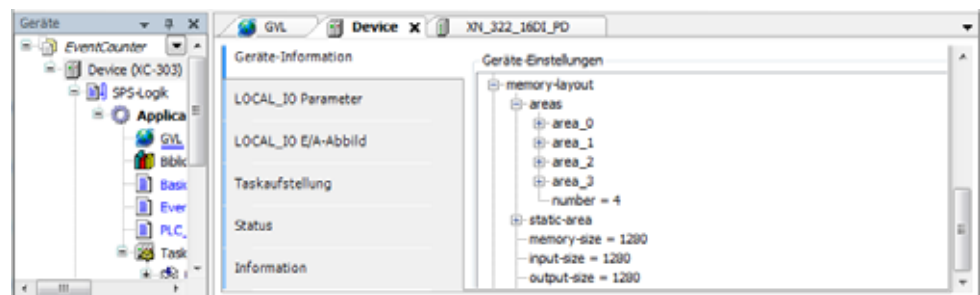 Geräte
EventCounter
Device (XC-303)
SPS-Logik
Applica
GVL
Biblic
Basic
Even
PLC_
Task
GVL
Device
XN_322_16DI_PD
Geräte-Information
LOCAL_IO Parameter
LOCAL_IO E/A-Abbild
Taskaufstellung
Status
Information
Geräte-Einstellungen
memory-layout
areas
area_0
area_1
area_2
area_3
number = 4
static-area
memory-size = 1280
input-size = 1280
output-size = 1280